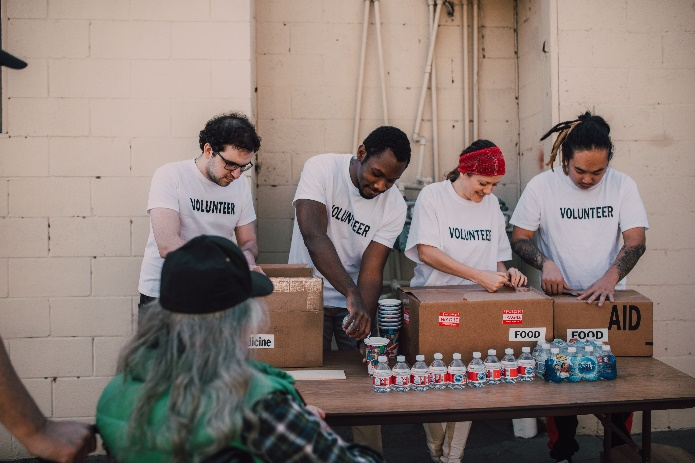 VOLUNTEER
VOLUNTEER
VOLUNTEER
VOLUNTEER
dicine
FOOD
FOOD
AID